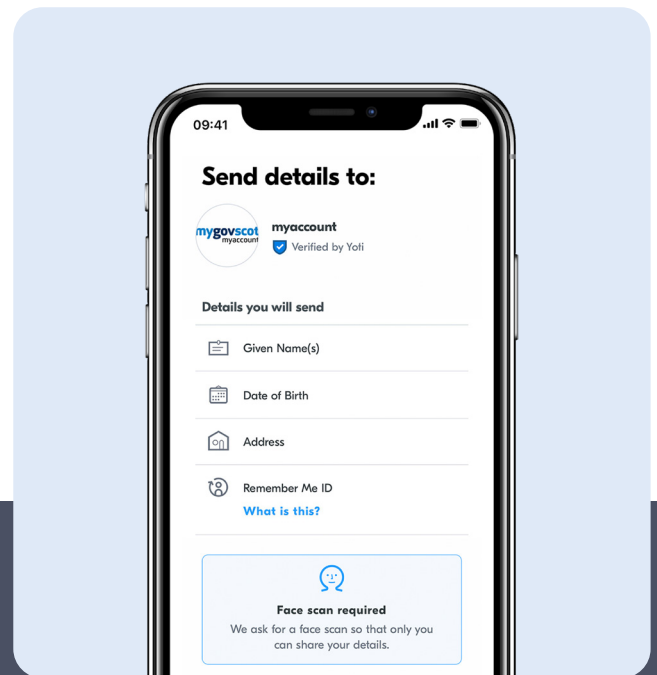 09:41
Send details to:
mygovscot
myaccount
myaccount
Verified by Yoti
Details you will send
Given Name(s)
Date of Birth
Address
Remember Me ID
What is this?
Face scan required
We ask for a face scan so that only you
can share your details.